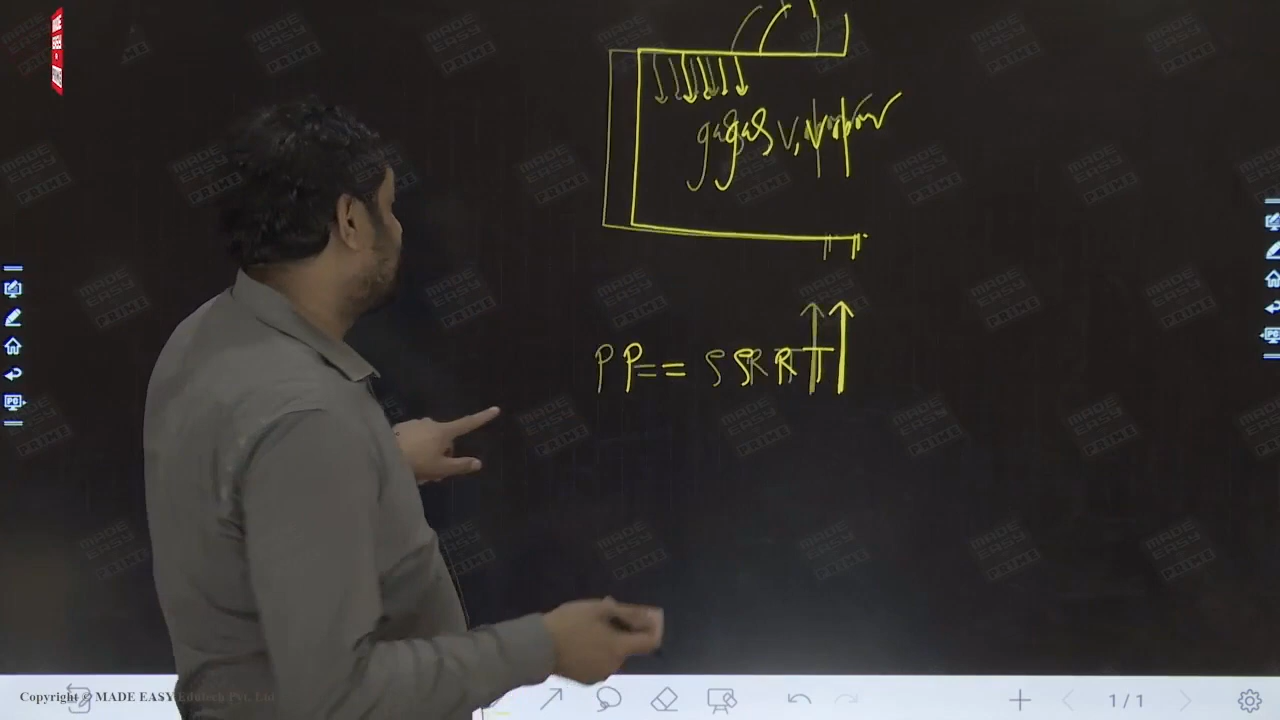 gas vapour
P = ρRT↑
1/1
Copyright © MADE EASY Edutech Pvt. Ltd